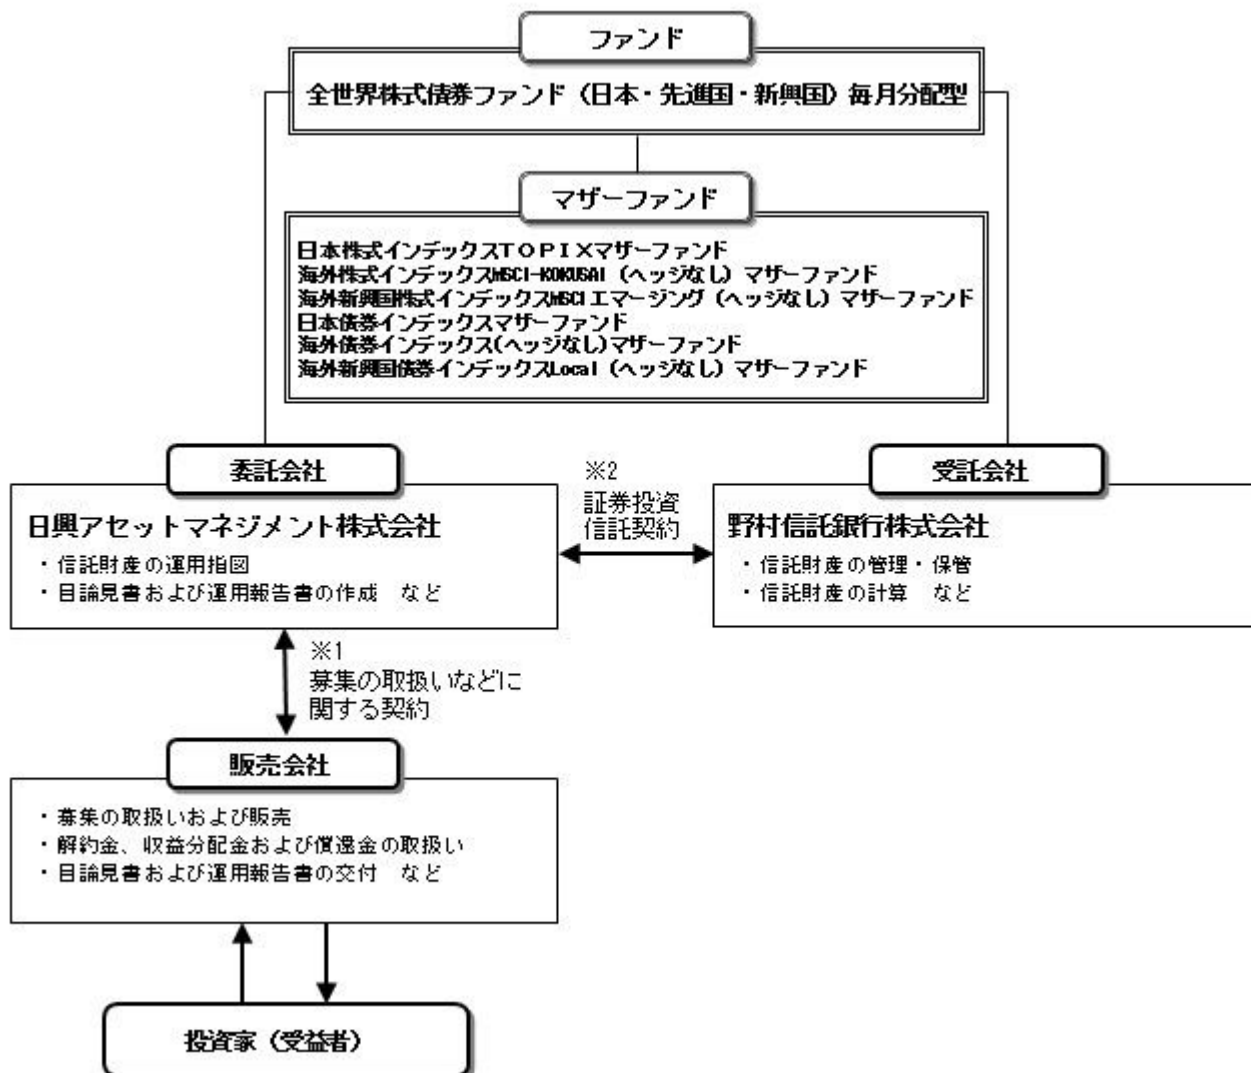 ファンド
全世界株式債券ファンド（日本・先進国・新興国）毎月分配型
マザーファンド
日本株式インデックスＴＯＰＩＸマザーファンド
海外株式インデックスMSCI-KOKUSAI（ヘッジなし）マザーファンド
海外新興国株式インデックスMSCIエマージング（ヘッジなし）マザーファンド
日本債券インデックスマザーファンド
海外債券インデックス(ヘッジなし)マザーファンド
海外新興国債券インデックスLocal（ヘッジなし）マザーファンド
委託会社
日興アセットマネジメント株式会社
・信託財産の運用指図
・目論見書および運用報告書の作成　など
※2
証券投資
信託契約
受託会社
野村信託銀行株式会社
・信託財産の管理・保管
・信託財産の計算　など
※1
募集の取扱いなどに
関する契約
販売会社
・募集の取扱いおよび販売
・解約金、収益分配金および償還金の取扱い
・目論見書および運用報告書の交付　など
投資家（受益者）